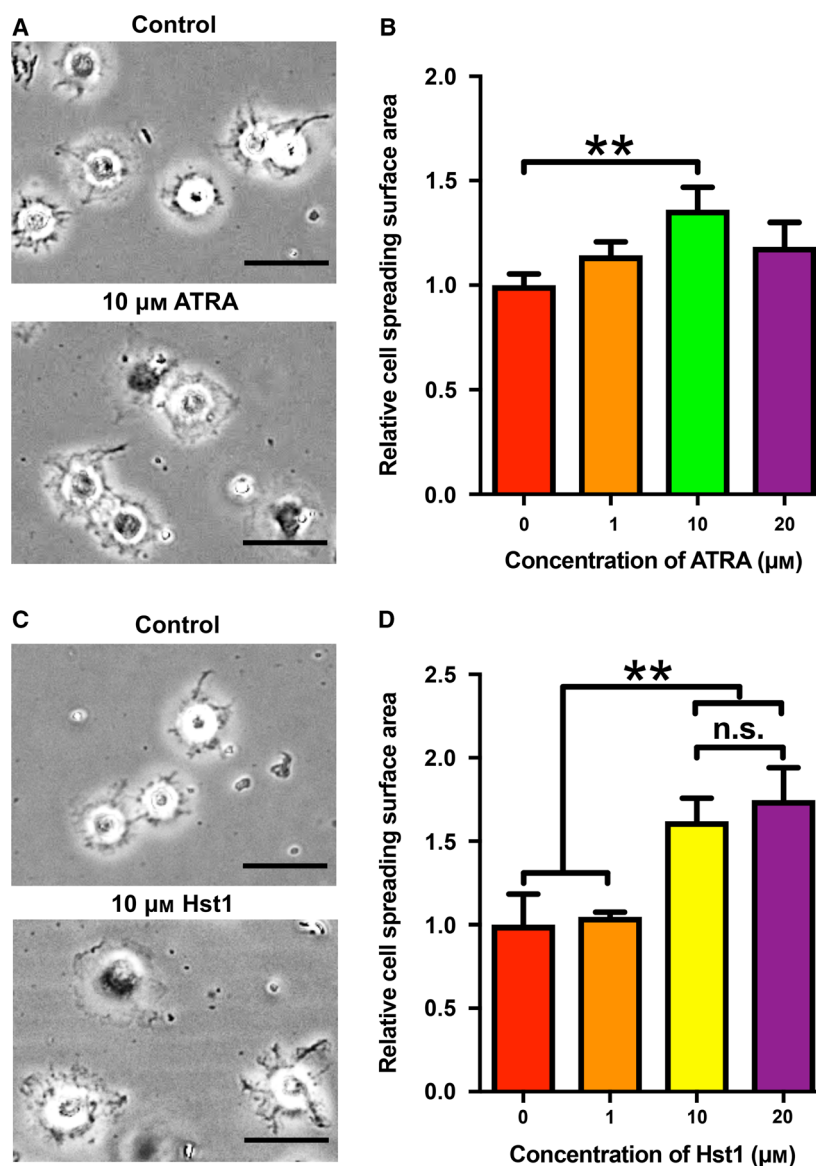 A
Control
10 µM ATRA
B
Relative cell spreading surface area
2.0
1.5
1.0
0.5
0.0
**
0 1 10 20
Concentration of ATRA (µM)
C
Control
10 µM Hst1
D
Relative cell spreading surface area
2.5
2.0
1.5
1.0
0.5
0.0
**
n.s.
0 1 10 20
Concentration of Hst1 (µM)